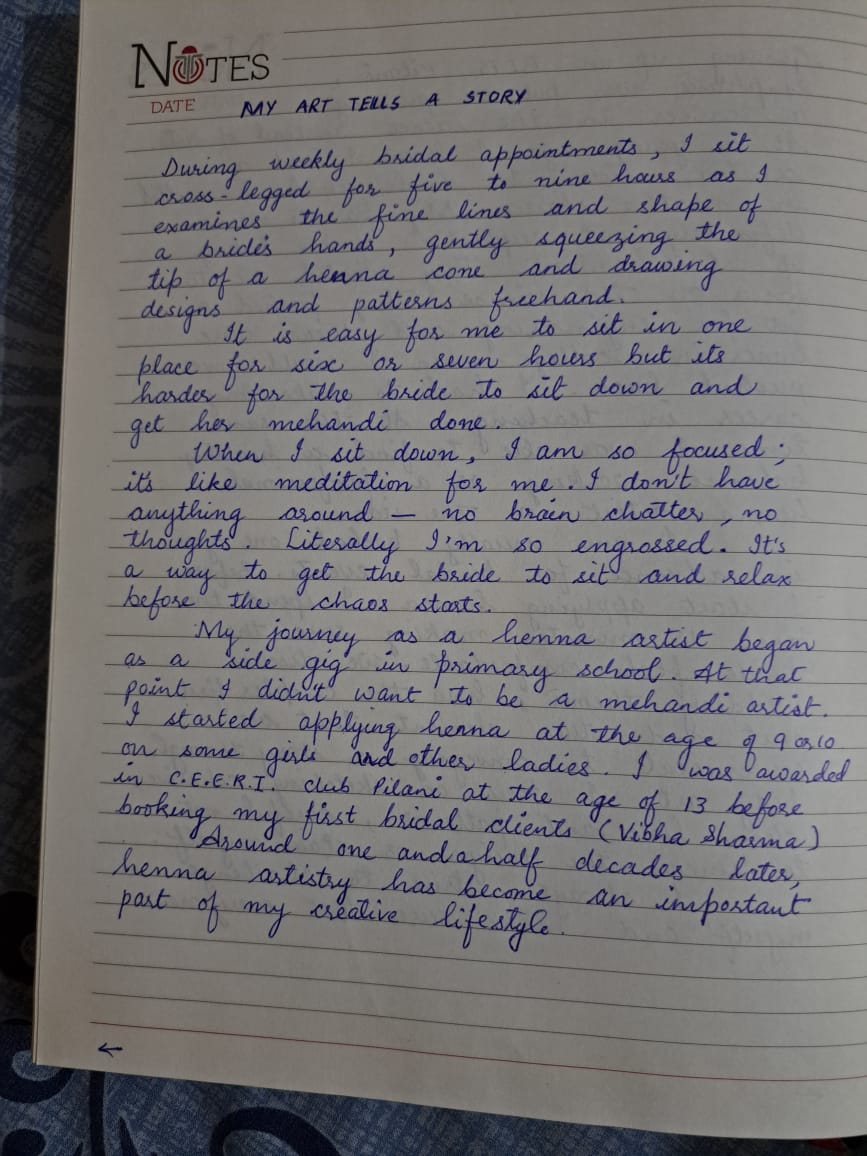 NOTES
DATE MY ART TELLS A STORY
During weekly bridal appointments, I sit
cross-legged for five to nine hours as I
examines the fine lines and shape of
a bride's hands, gently squeezing the
tip of a henna cone and drawing
designs and patterns freehand.
It is easy for me to sit in one
place for six or seven hours but its
harder for the bride to sit down and
get her mehandi done.
When I sit down, I am so focused;
it's like meditation for me. I don't have
anything around — no brain chatter, no
thoughts. Literally I'm so engrossed. It's
a way to get the bride to sit and relax
before the chaos starts.
My journey as a henna artist began
as a side gig in primary school. At that
point I didn't want to be a mehandi artist.
I started applying henna at the age of 9 or 10
on some girls and other ladies. I was awarded
in C.E.E.R.I. club Pilani at the age of 13 before
booking my first bridal clients (Vibha Sharma)
Around one and a half decades later,
henna artistry has become an important
part of my creative lifestyle.
←